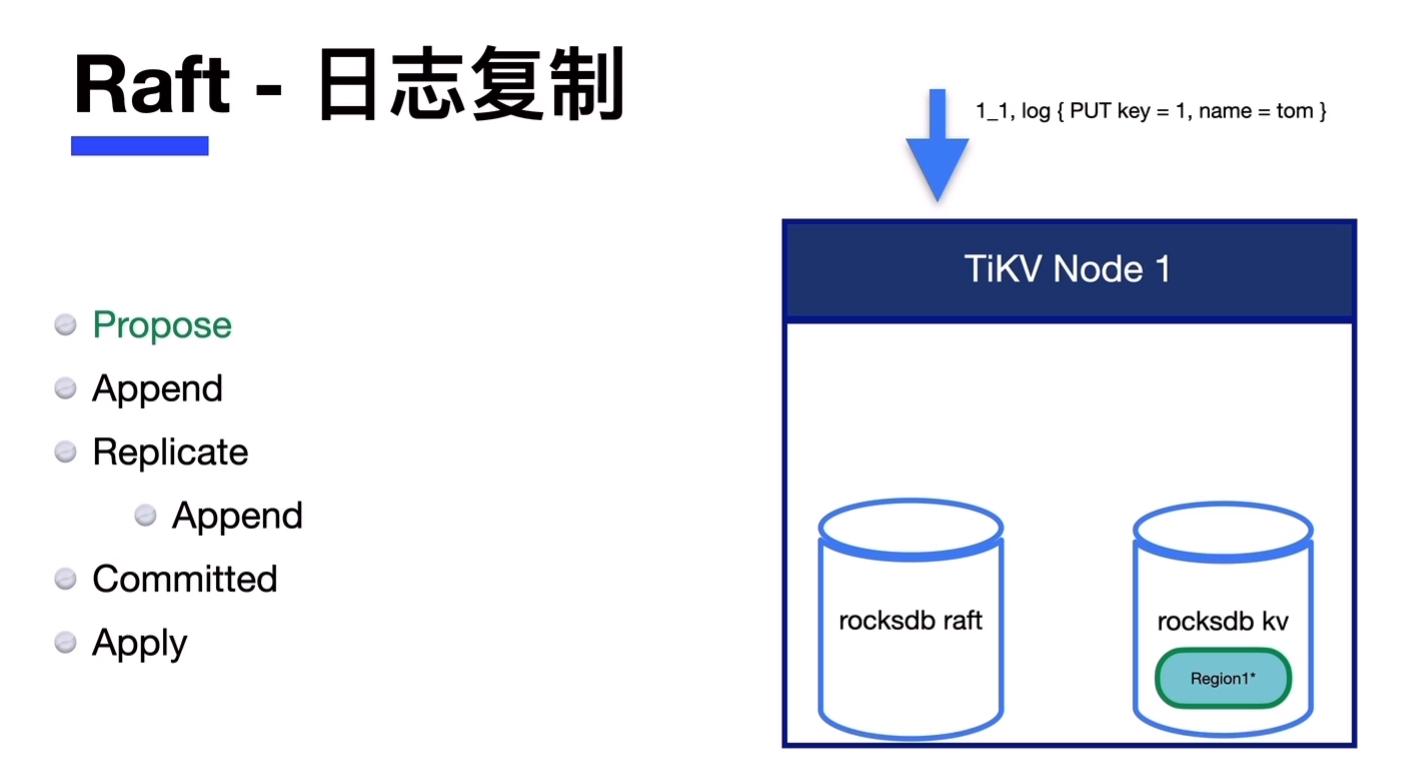 Raft - 日志复制
1_1, log { PUT key = 1, name = tom }
TiKV Node 1
Propose
Append
Replicate
Append
Committed
Apply
rocksdb raft
rocksdb kv
Region1*